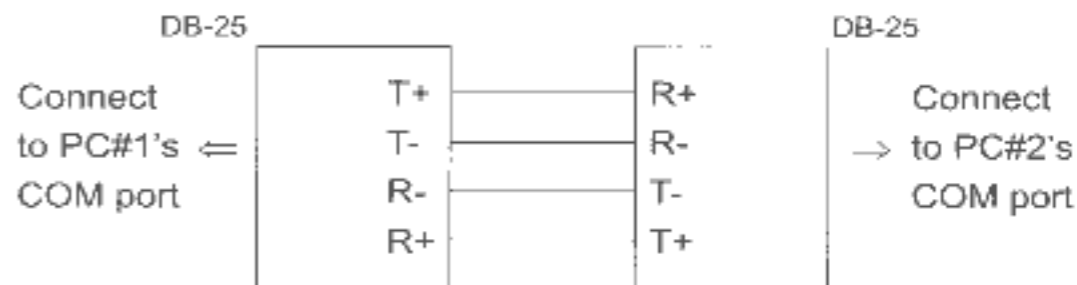 DB-25
DB-25
Connect
to PC#1's
COM port
T+
T-
R-
R+
R+
R-
T-
T+
Connect
to PC#2's
COM port